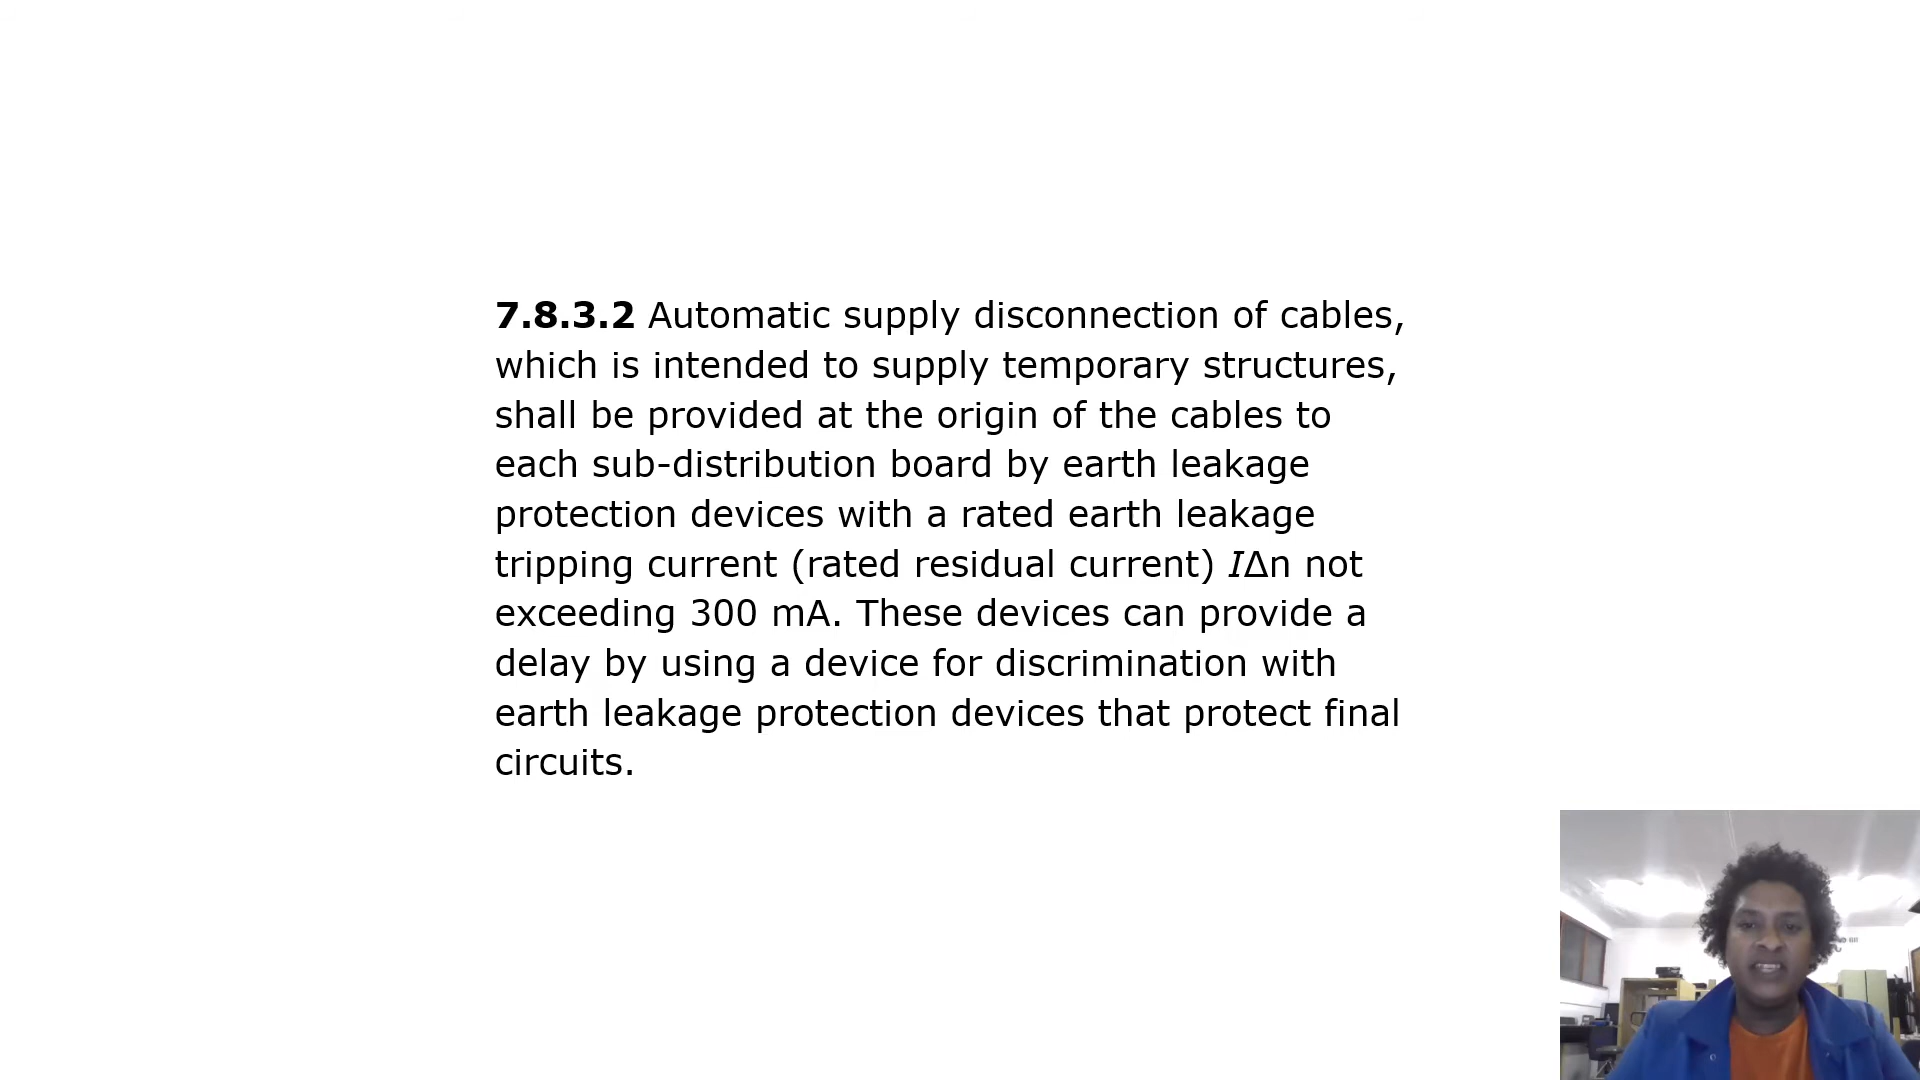 7.8.3.2 Automatic supply disconnection of cables,
which is intended to supply temporary structures,
shall be provided at the origin of the cables to
each sub-distribution board by earth leakage
protection devices with a rated earth leakage
tripping current (rated residual current) IΔn not
exceeding 300 mA. These devices can provide a
delay by using a device for discrimination with
earth leakage protection devices that protect final
circuits.